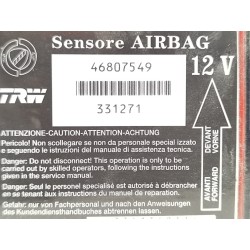 Sensore AIRBAG
FIAT
46807549
12 V
TRW
331271
ATTENZIONE-CAUTION-ATTENTION-ACHTUNG
Pericolo! Non scollegare se non da personale specializzato
e seguendo le istruzioni del manuale di assistenza tecnica.
Danger: Do not disconnect! This operation is only to be
carried out by skilled operators, following instructions
given in the service manual.
Danger: Seul le personel spécialisé est autorisé à débrancher
en se tenant aux instructions du manuel d'assistance.
Gefahr: nur von Fachpersonal und nach den Anweisungen
des Kundendiensthandbuches abtrennen lassen.
DEVANT
VORNE
AVANTI
FORWARD